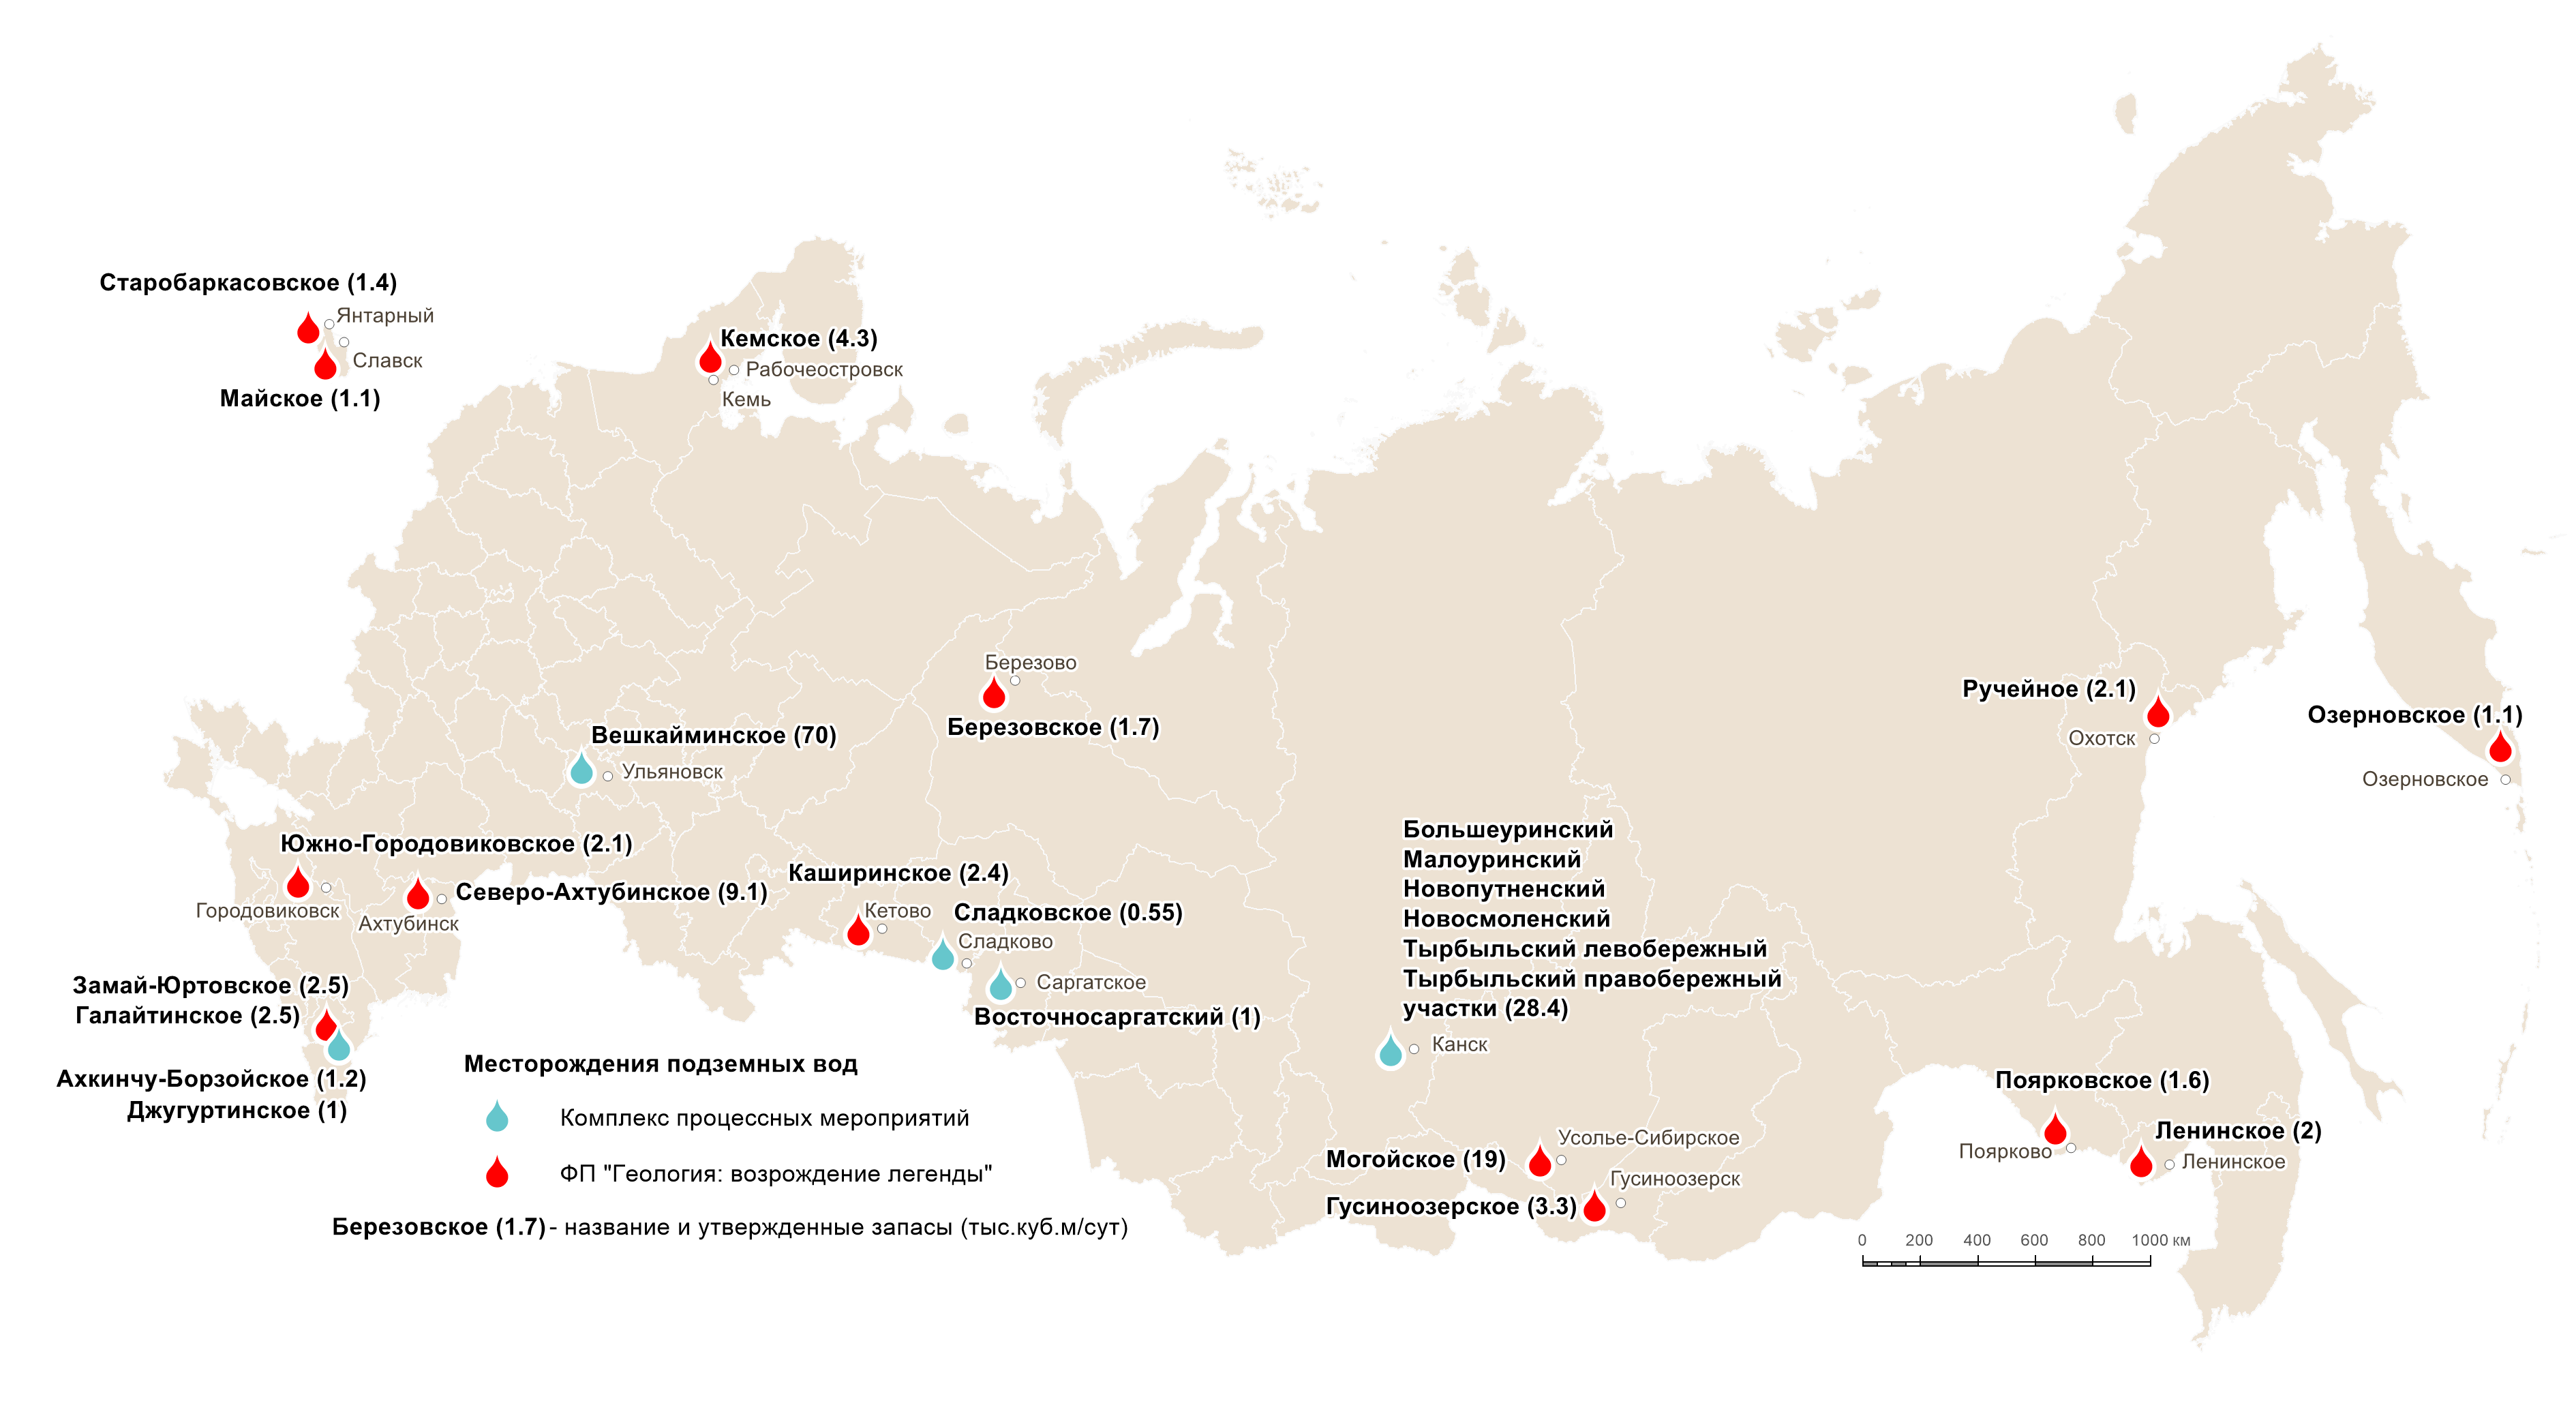 Старобаркасовское (1.4)
Янтарный
Славск
Майское (1.1)
Кемское (4.3)
Рабочеостровск
Кемь
Березово
Березовское (1.7)
Вешкайминское (70)
Ульяновск
Ручейное (2.1)
Охотск
Озерновское (1.1)
Озерновское
Южно-Городовиковское (2.1)
Городовиковск
Северо-Ахтубинское (9.1)
Ахтубинск
Каширинское (2.4)
Кетово
Сладковское (0.55)
Сладково
Саргатское
Восточносаргатский (1)
Большеуринский
Малоуринский
Новопутненский
Новосмоленский
Тырбыльский левобережный
Тырбыльский правобережный
участки (28.4)
Канск
Замай-Юртовское (2.5)
Галайтинское (2.5)
Ахкинчу-Борзойское (1.2)
Джугуртинское (1)
Усолье-Сибирское
Могойское (19)
Гусиноозерск
Гусиноозерское (3.3)
Поярковское (1.6)
Поярково
Ленинское (2)
Ленинское
Месторождения подземных вод
Комплекс процессных мероприятий
ФП "Геология: возрождение легенды"
Березовское (1.7) - название и утвержденные запасы (тыс.куб.м/сут)
0 200 400 600 800 1000 км